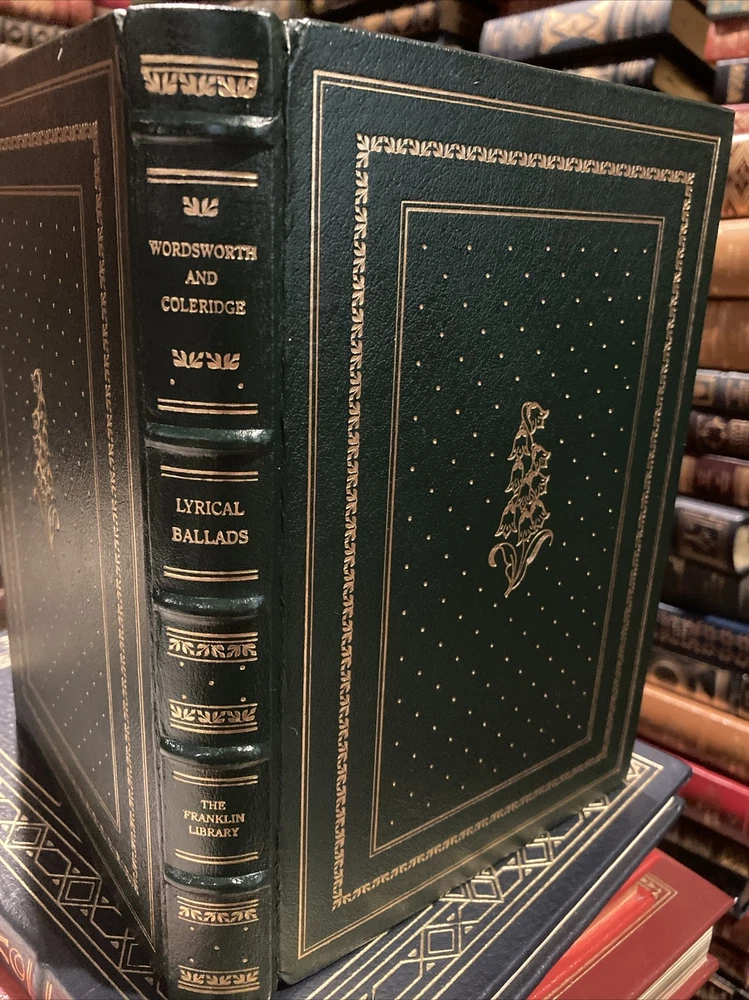 WORDSWORTH
AND
COLERIDGE
LYRICAL
BALLADS
THE
FRANKLIN
LIBRARY